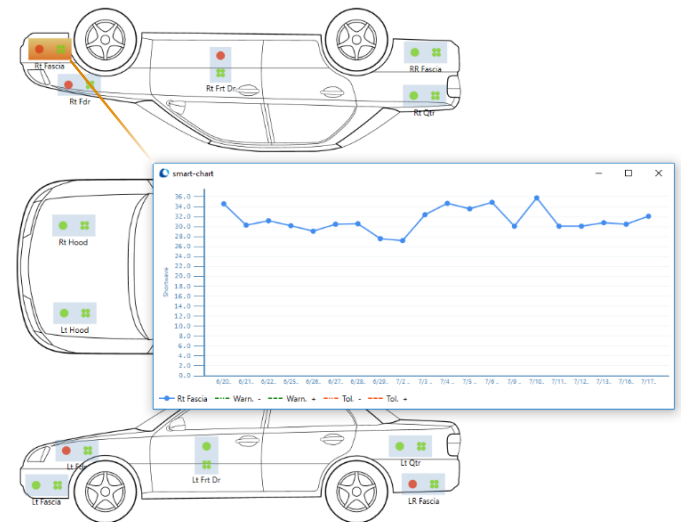 Rt Fascia
Rt Fdr
Rt Frt Dr
RR Fascia
Rt Qtr
smart-chart
Rt Hood
Lt Hood
Shortwave
36.0
34.0
32.0
30.0
28.0
26.0
24.0
22.0
20.0
18.0
16.0
14.0
12.0
10.0
8.0
6.0
4.0
2.0
0.0
6/20.. 6/21.. 6/22.. 6/25.. 6/26.. 6/27.. 6/28.. 6/29.. 7/2.. 7/3.. 7/4.. 7/5.. 7/6.. 7/9.. 7/10.. 7/11.. 7/12.. 7/13.. 7/16.. 7/17..
Rt Fascia Warn. - Warn. + Tol. - Tol. +
Lt Fdr
Lt Frt Dr
Lt Qtr
Lt Fascia
LR Fascia